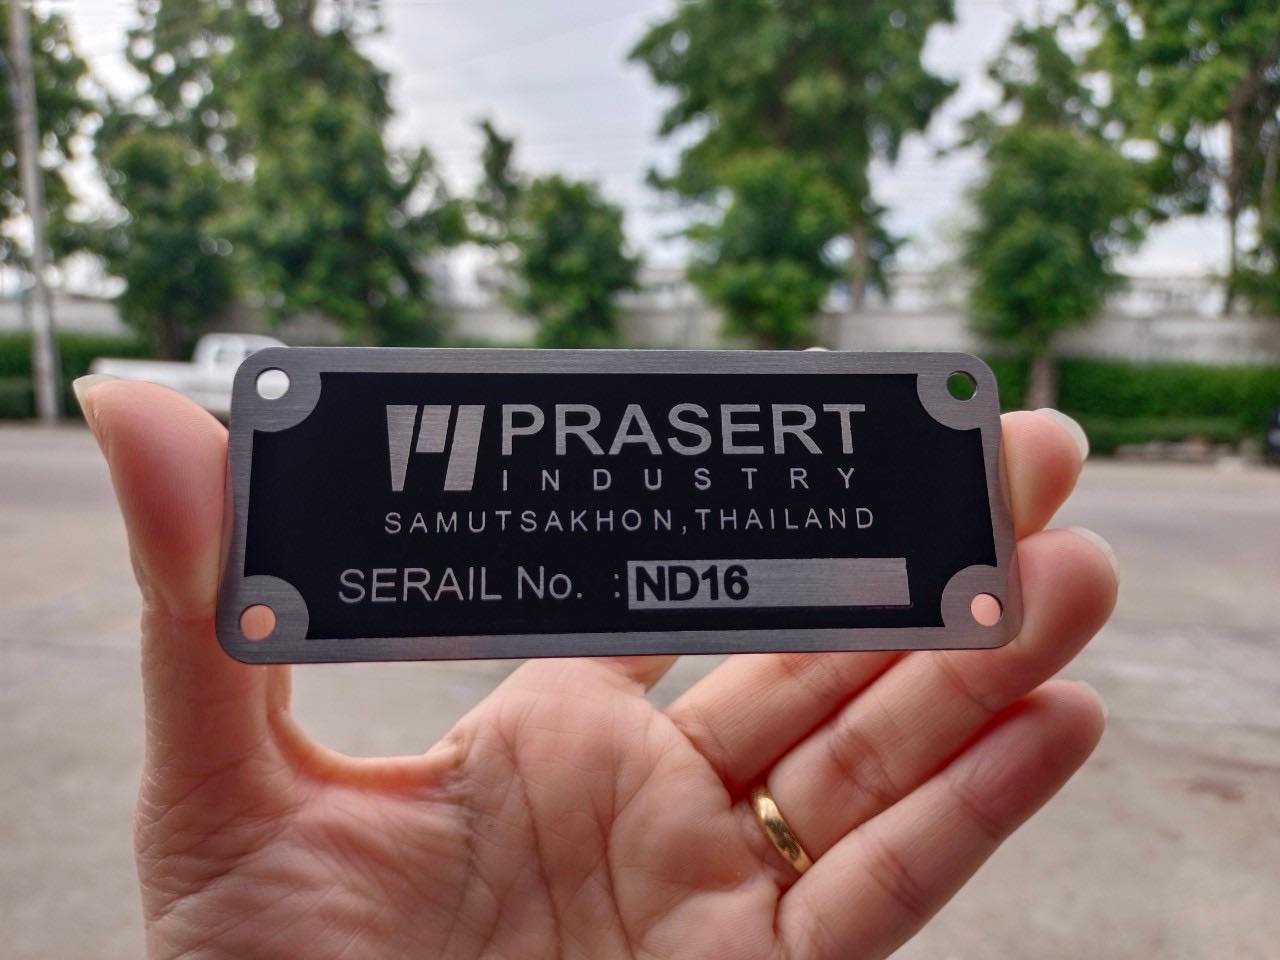 PRASERT
INDUSTRY
SAMUTSAKHON,THAILAND
SERAIL No. :ND16